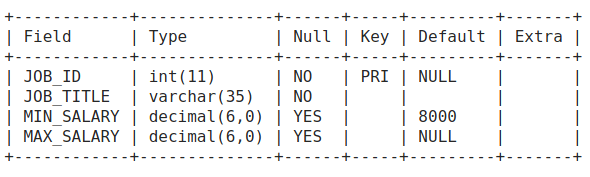 +------------+--------------+------+-----+---------+-------+
| Field      | Type         | Null | Key | Default | Extra |
+------------+--------------+------+-----+---------+-------+
| JOB_ID     | int(11)      | NO   | PRI | NULL    |       |
| JOB_TITLE  | varchar(35)  | NO   |     |         |       |
| MIN_SALARY | decimal(6,0) | YES  |     | 8000    |       |
| MAX_SALARY | decimal(6,0) | YES  |     | NULL    |       |
+------------+--------------+------+-----+---------+-------+